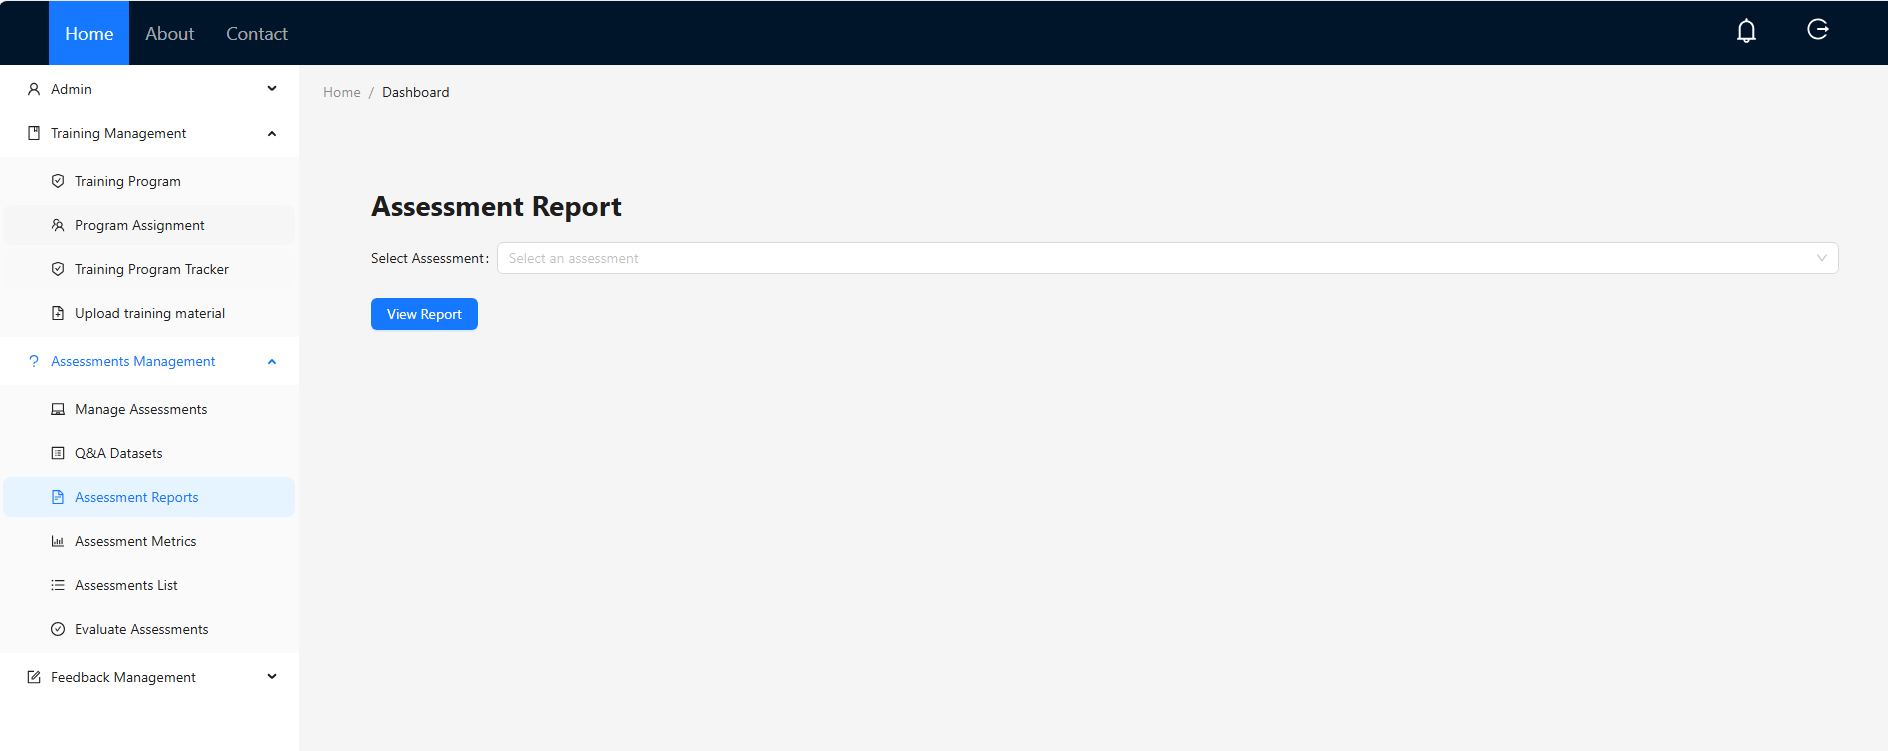 Home About Contact
Admin
Training Management
Training Program
Program Assignment
Training Program Tracker
Upload training material
Assessments Management
Manage Assessments
Q&A Datasets
Assessment Reports
Assessment Metrics
Assessments List
Evaluate Assessments
Feedback Management
Home / Dashboard
Assessment Report
Select Assessment: Select an assessment
View Report